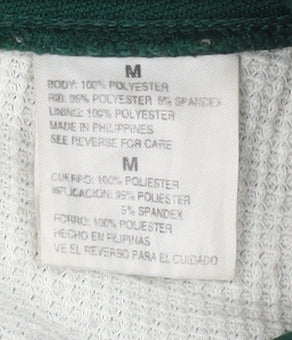 M
BODY: 100% POLYESTER
RIB: 95% POLYESTER 5% SPANDEX
LINING: 100% POLYESTER
MADE IN PHILIPPINES
SEE REVERSE FOR CARE
M
CUERPO: 100% POLIESTER
APLICACION: 95% POLIESTER
5% SPANDEX
FORRO: 100% POLIESTER
HECHO EN FILIPINAS
VE EL REVERSO PARA EL CUIDADO